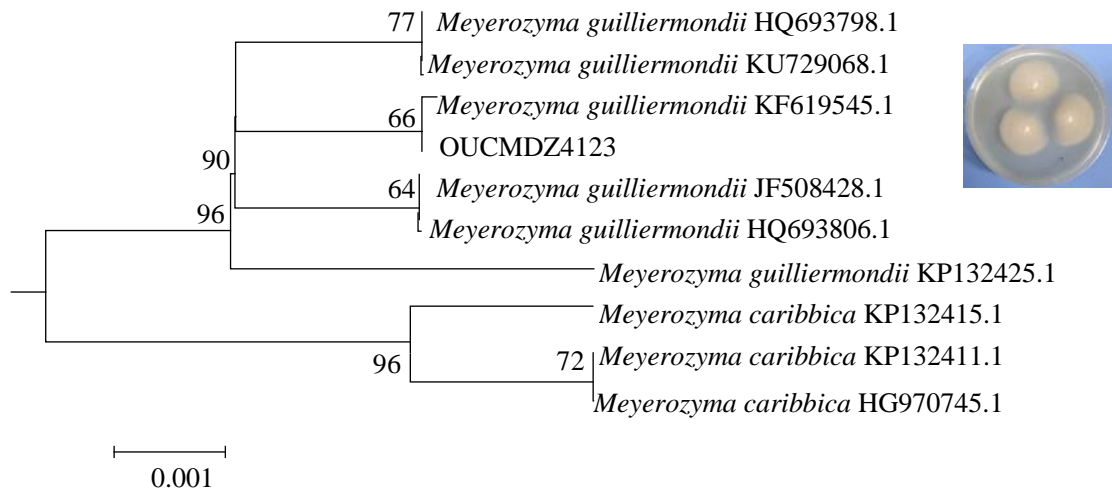 77
Meyerozyma guilliermondii HQ693798.1
Meyerozyma guilliermondii KU729068.1
Meyerozyma guilliermondii KF619545.1
66
OUCMDZ4123
90
Meyerozyma guilliermondii JF508428.1
64
96
Meyerozyma guilliermondii HQ693806.1
Meyerozyma guilliermondii KP132425.1
Meyerozyma caribbica KP132415.1
96
72
Meyerozyma caribbica KP132411.1
Meyerozyma caribbica HG970745.1
0.001